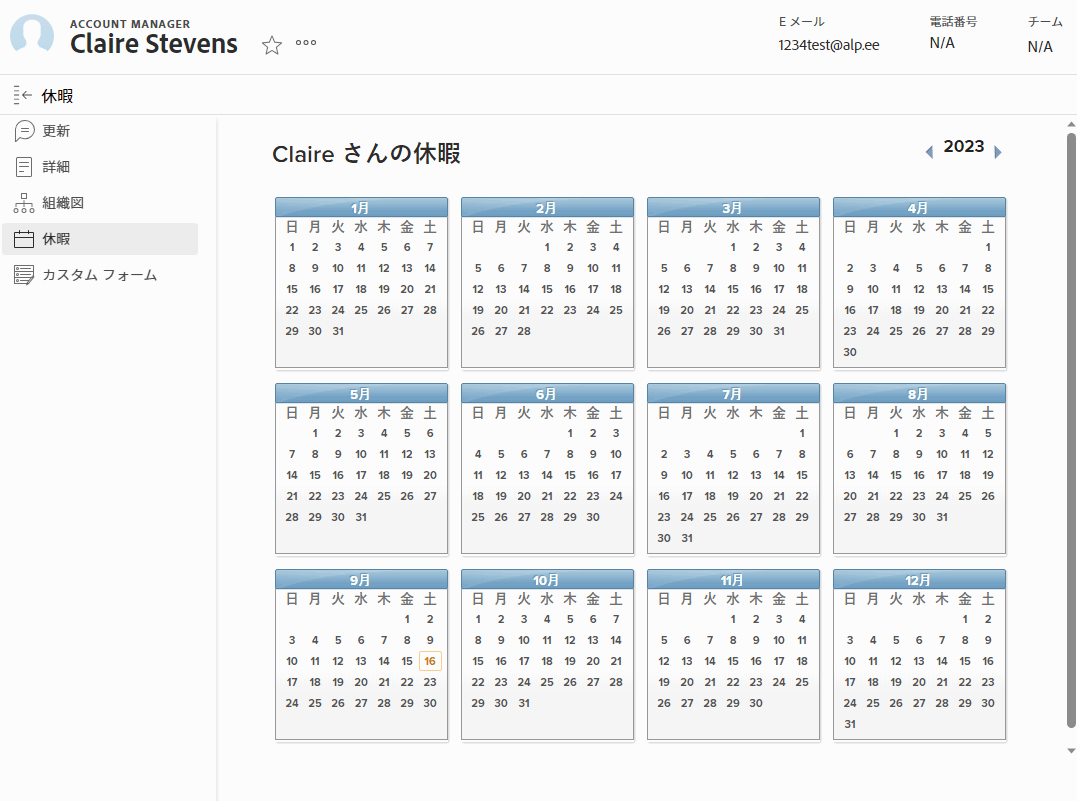 ACCOUNT MANAGER
Claire Stevens
E メール
1234test@alp.ee
電話番号
N/A
チーム
N/A
休暇
更新
詳細
組織図
休暇
カスタム フォーム
Claire さんの休暇
2023
1月
日 月 火 水 木 金 土
1 2 3 4 5 6 7
8 9 10 11 12 13 14
15 16 17 18 19 20 21
22 23 24 25 26 27 28
29 30 31
2月
日 月 火 水 木 金 土
1 2 3 4
5 6 7 8 9 10 11
12 13 14 15 16 17 18
19 20 21 22 23 24 25
26 27 28
3月
日 月 火 水 木 金 土
1 2 3 4
5 6 7 8 9 10 11
12 13 14 15 16 17 18
19 20 21 22 23 24 25
26 27 28 29 30 31
4月
日 月 火 水 木 金 土
1
2 3 4 5 6 7 8
9 10 11 12 13 14 15
16 17 18 19 20 21 22
23 24 25 26 27 28 29
30
5月
日 月 火 水 木 金 土
1 2 3 4 5 6
7 8 9 10 11 12 13
14 15 16 17 18 19 20
21 22 23 24 25 26 27
28 29 30 31
6月
日 月 火 水 木 金 土
1 2 3
4 5 6 7 8 9 10
11 12 13 14 15 16 17
18 19 20 21 22 23 24
25 26 27 28 29 30
7月
日 月 火 水 木 金 土
1
2 3 4 5 6 7 8
9 10 11 12 13 14 15
16 17 18 19 20 21 22
23 24 25 26 27 28 29
30 31
8月
日 月 火 水 木 金 土
1 2 3 4 5
6 7 8 9 10 11 12
13 14 15 16 17 18 19
20 21 22 23 24 25 26
27 28 29 30 31
9月
日 月 火 水 木 金 土
1 2
3 4 5 6 7 8 9
10 11 12 13 14 15 16
17 18 19 20 21 22 23
24 25 26 27 28 29 30
10月
日 月 火 水 木 金 土
1 2 3 4 5 6 7
8 9 10 11 12 13 14
15 16 17 18 19 20 21
22 23 24 25 26 27 28
29 30 31
11月
日 月 火 水 木 金 土
1 2 3 4
5 6 7 8 9 10 11
12 13 14 15 16 17 18
19 20 21 22 23 24 25
26 27 28 29 30
12月
日 月 火 水 木 金 土
1 2
3 4 5 6 7 8 9
10 11 12 13 14 15 16
17 18 19 20 21 22 23
24 25 26 27 28 29 30
31